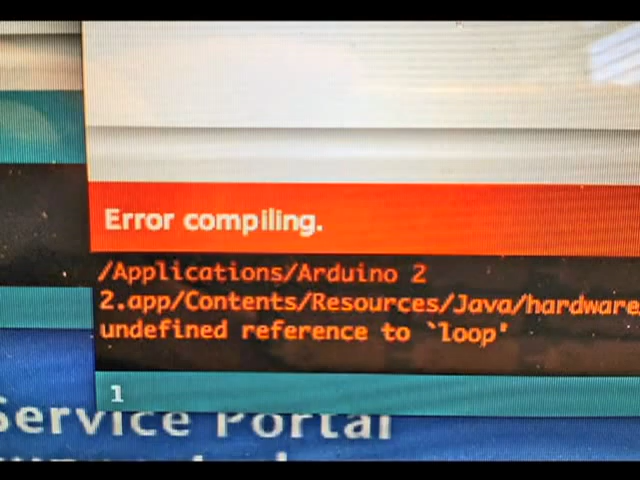 Error compiling.
/Applications/Arduino 2
2.app/Contents/Resources/Java/hardware/
undefined reference to `loop'
1
Service Portal